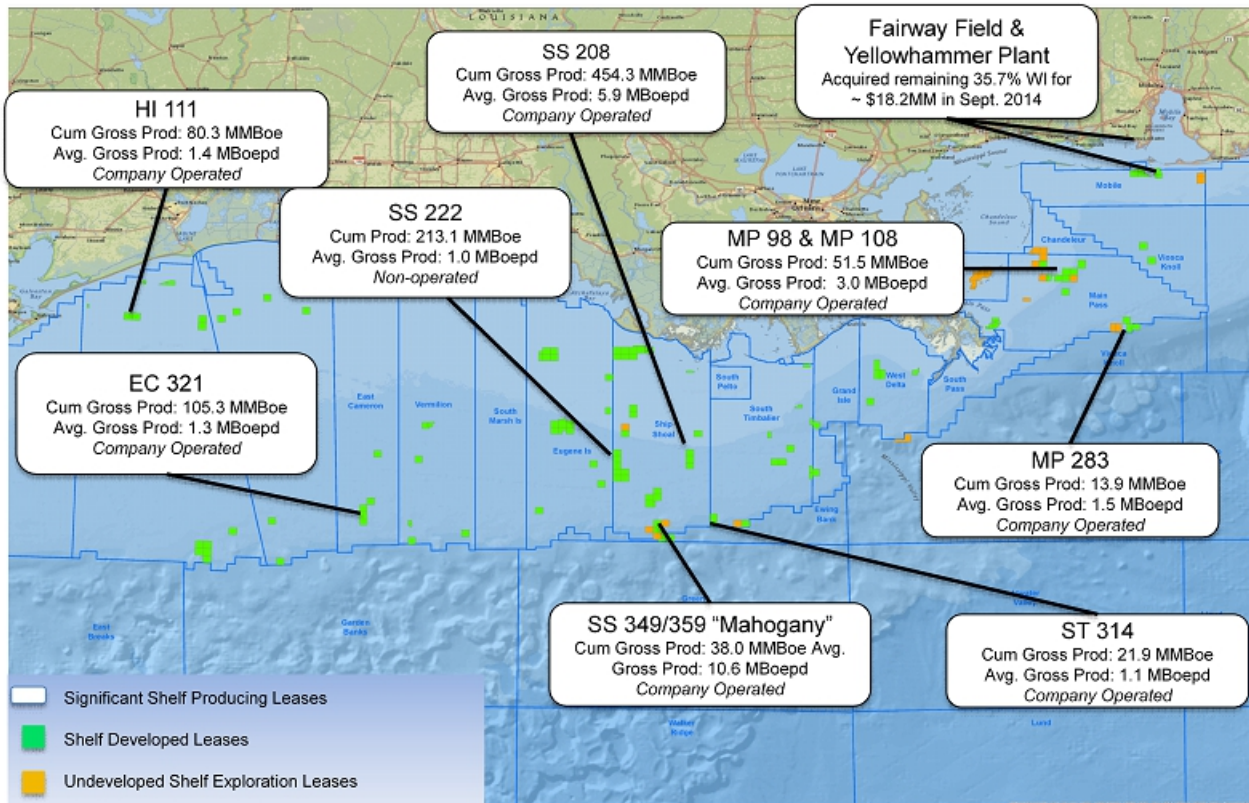 LOUISIANA
SS 208
Cum Gross Prod: 454.3 MMBoe
Avg. Gross Prod: 5.9 MBoepd
Company Operated
Fairway Field &
Yellowhammer Plant
Acquired remaining 35.7% WI for
~ $18.2MM in Sept. 2014
HI 111
Cum Gross Prod: 80.3 MMBoe
Avg. Gross Prod: 1.4 MBoepd
Company Operated
SS 222
Cum Prod: 213.1 MMBoe
Avg. Gross Prod: 1.0 MBoepd
Non-operated
MP 98 & MP 108
Cum Gross Prod: 51.5 MMBoe
Avg. Gross Prod: 3.0 MBoepd
Company Operated
Mobile
Chandeleur
Viosca
Knoll
Main
Pass
Viosca
Knoll
EC 321
Cum Gross Prod: 105.3 MMBoe
Avg. Gross Prod: 1.3 MBoepd
Company Operated
East
Cameron
Vermilion
South
Marsh Is
Eugene Is
Ship
Shoal
South
Pelto
South
Timbalier
Grand
Isle
West
Delta
South
Pass
Ewing
Bank
MP 283
Cum Gross Prod: 13.9 MMBoe
Avg. Gross Prod: 1.5 MBoepd
Company Operated
SS 349/359 “Mahogany”
Cum Gross Prod: 38.0 MMBoe Avg.
Gross Prod: 10.6 MBoepd
Company Operated
ST 314
Cum Gross Prod: 21.9 MMBoe
Avg. Gross Prod: 1.1 MBoepd
Company Operated
East
Breaks
Garden
Banks
Walker
Ridge
Lund
Significant Shelf Producing Leases
Shelf Developed Leases
Undeveloped Shelf Exploration Leases